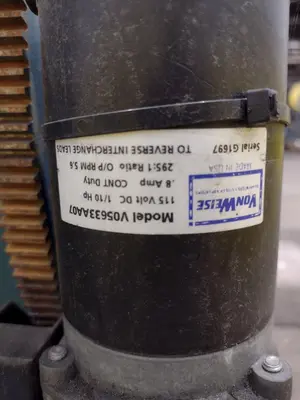 VONWEISE
Model V05633AA07
115 Volt DC 1/10 Hp
.8 Amp CONT Duty
295:1 Ratio O/P RPM 5.8
MADE IN USA
TO REVERSE INTERCHANGE LEADS
Serial G1697